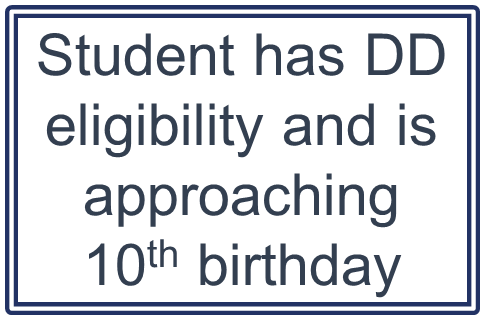 Student has DD
eligibility and is
approaching
10th birthday